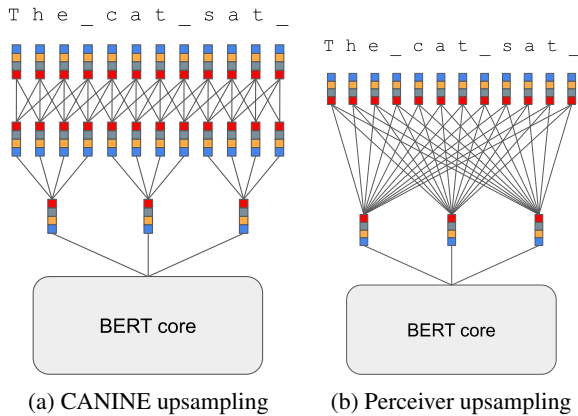 T h e _ c a t _ s a t _
T h e _ c a t _ s a t _
BERT core
BERT core
(a) CANINE upsampling
(b) Perceiver upsampling